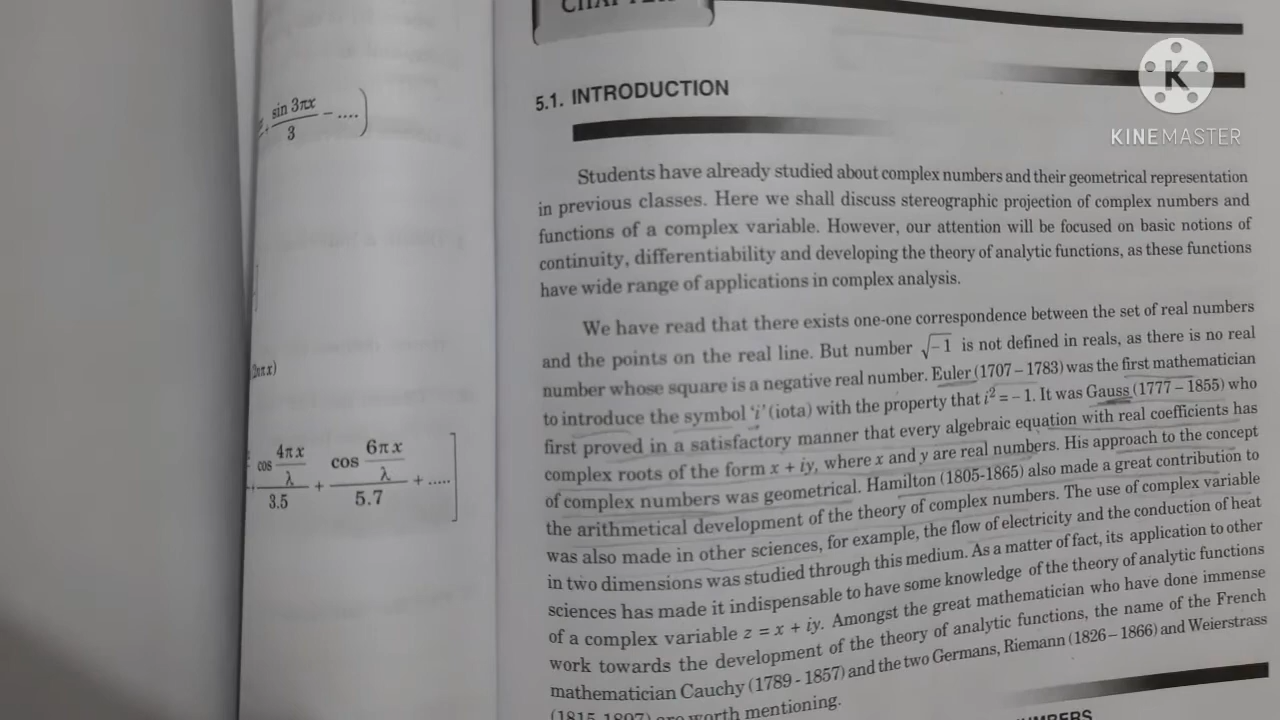 sin 3πx
3
– ....)
2nπx)
cos 4πx/λ
3.5
+
cos 6πx/λ
5.7
+ .....]
5.1. INTRODUCTION
K
KINEMASTER
Students have already studied about complex numbers and their geometrical representation
in previous classes. Here we shall discuss stereographic projection of complex numbers and
functions of a complex variable. However, our attention will be focused on basic notions of
continuity, differentiability and developing the theory of analytic functions, as these functions
have wide range of applications in complex analysis.
We have read that there exists one-one correspondence between the set of real numbers
and the points on the real line. But number √–1 is not defined in reals, as there is no real
number whose square is a negative real number. Euler (1707 – 1783) was the first mathematician
to introduce the symbol 'i' (iota) with the property that i² = – 1. It was Gauss (1777 – 1855) who
first proved in a satisfactory manner that every algebraic equation with real coefficients has
complex roots of the form x + iy, where x and y are real numbers. His approach to the concept
of complex numbers was geometrical. Hamilton (1805-1865) also made a great contribution to
the arithmetical development of the theory of complex numbers. The use of complex variable
was also made in other sciences, for example, the flow of electricity and the conduction of heat
in two dimensions was studied through this medium. As a matter of fact, its application to other
sciences has made it indispensable to have some knowledge of the theory of analytic functions
of a complex variable z = x + iy. Amongst the great mathematician who have done immense
work towards the development of the theory of analytic functions, the name of the French
mathematician Cauchy (1789 - 1857) and the two Germans, Riemann (1826 – 1866) and Weierstrass
worth mentioning.